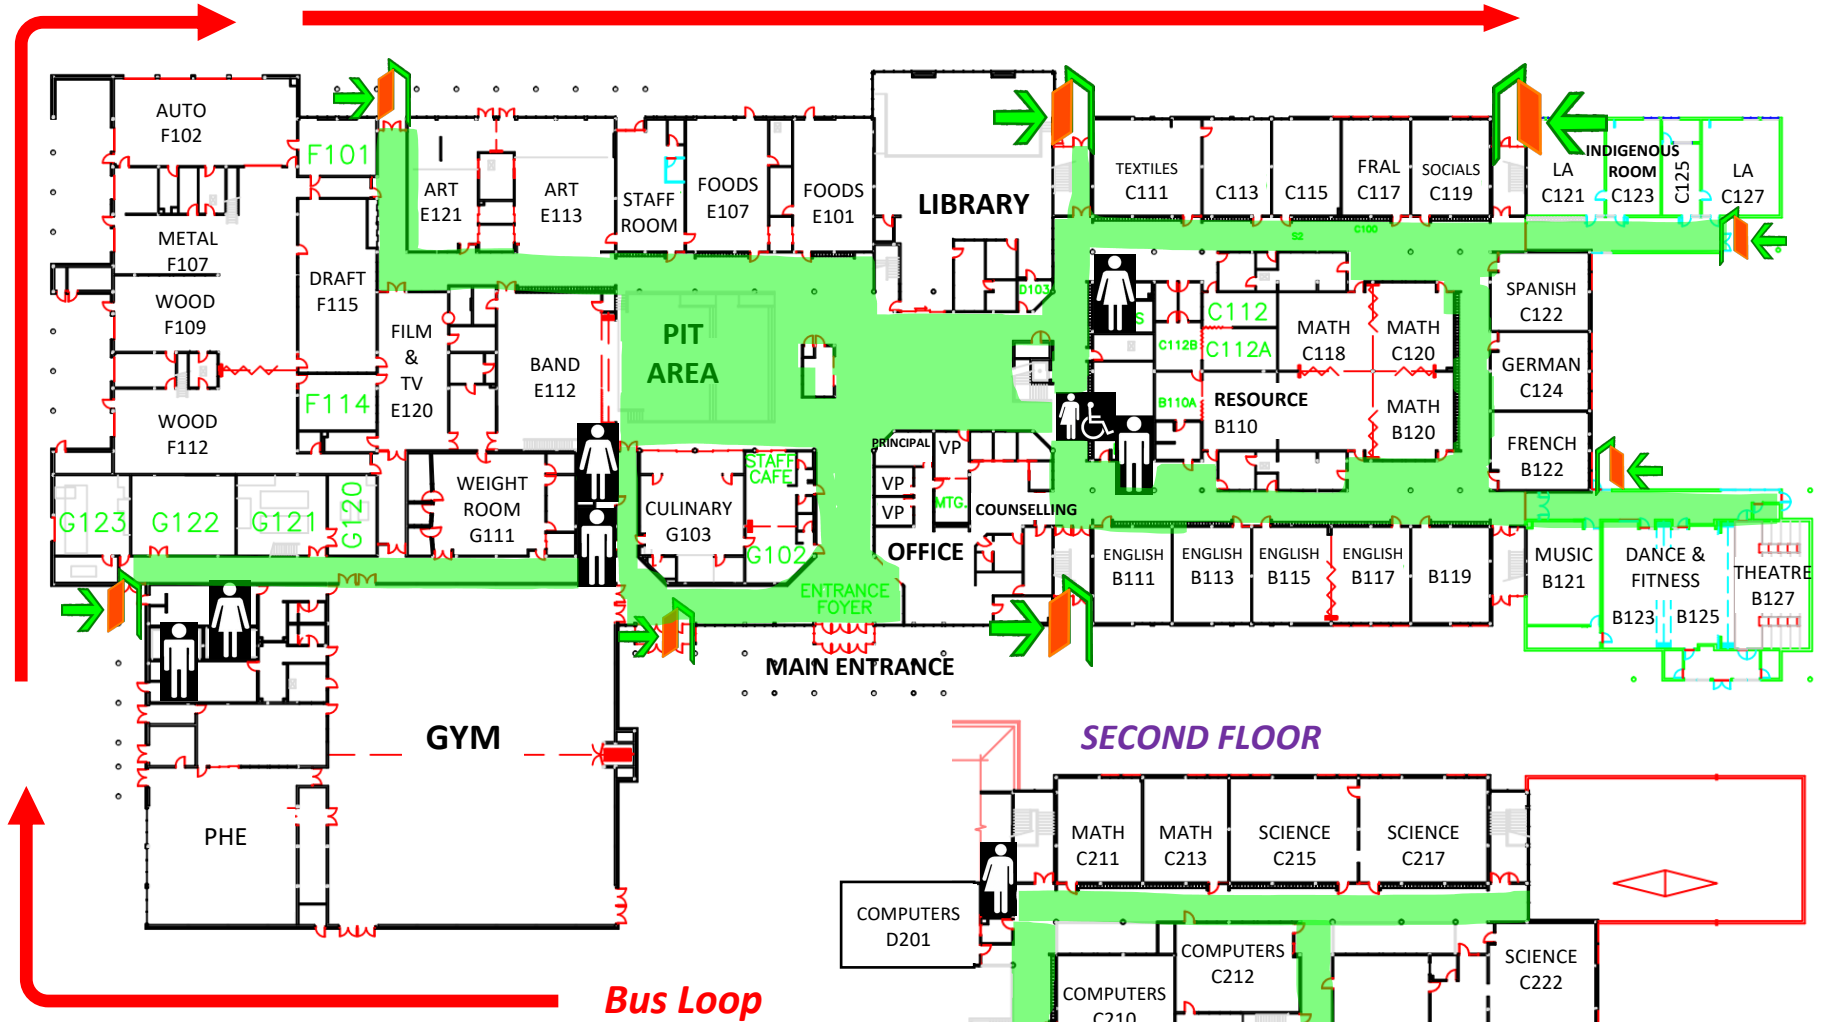 AUTO
F102
F101
METAL
F107
WOOD
F109
WOOD
F112
DRAFT
F115
F114
FILM
&
TV
E120
ART
E121
ART
E113
STAFF
ROOM
FOODS
E107
FOODS
E101
BAND
E112
PIT
AREA
LIBRARY
D103
TEXTILES
C111
C113
C115
FRAL
C117
SOCIALS
C119
LA
C121
INDIGENOUS
ROOM
C123
C125
LA
C127
S2
C100
S
C112
C112A
C112B
B110A
MATH
C118
MATH
C120
RESOURCE
B110
MATH
B120
SPANISH
C122
GERMAN
C124
FRENCH
B122
G123
G122
G121
G120
WEIGHT
ROOM
G111
CULINARY
G103
STAFF
CAFE
G102
ENTRANCE
FOYER
PRINCIPAL
VP
VP
VP
MTG.
COUNSELLING
OFFICE
ENGLISH
B111
ENGLISH
B113
ENGLISH
B115
ENGLISH
B117
B119
MUSIC
B121
DANCE &
FITNESS
B123
B125
THEATRE
B127
MAIN ENTRANCE
GYM
PHE
Bus Loop
SECOND FLOOR
MATH
C211
MATH
C213
SCIENCE
C215
SCIENCE
C217
COMPUTERS
D201
COMPUTERS
C212
COMPUTERS
C210
SCIENCE
C222